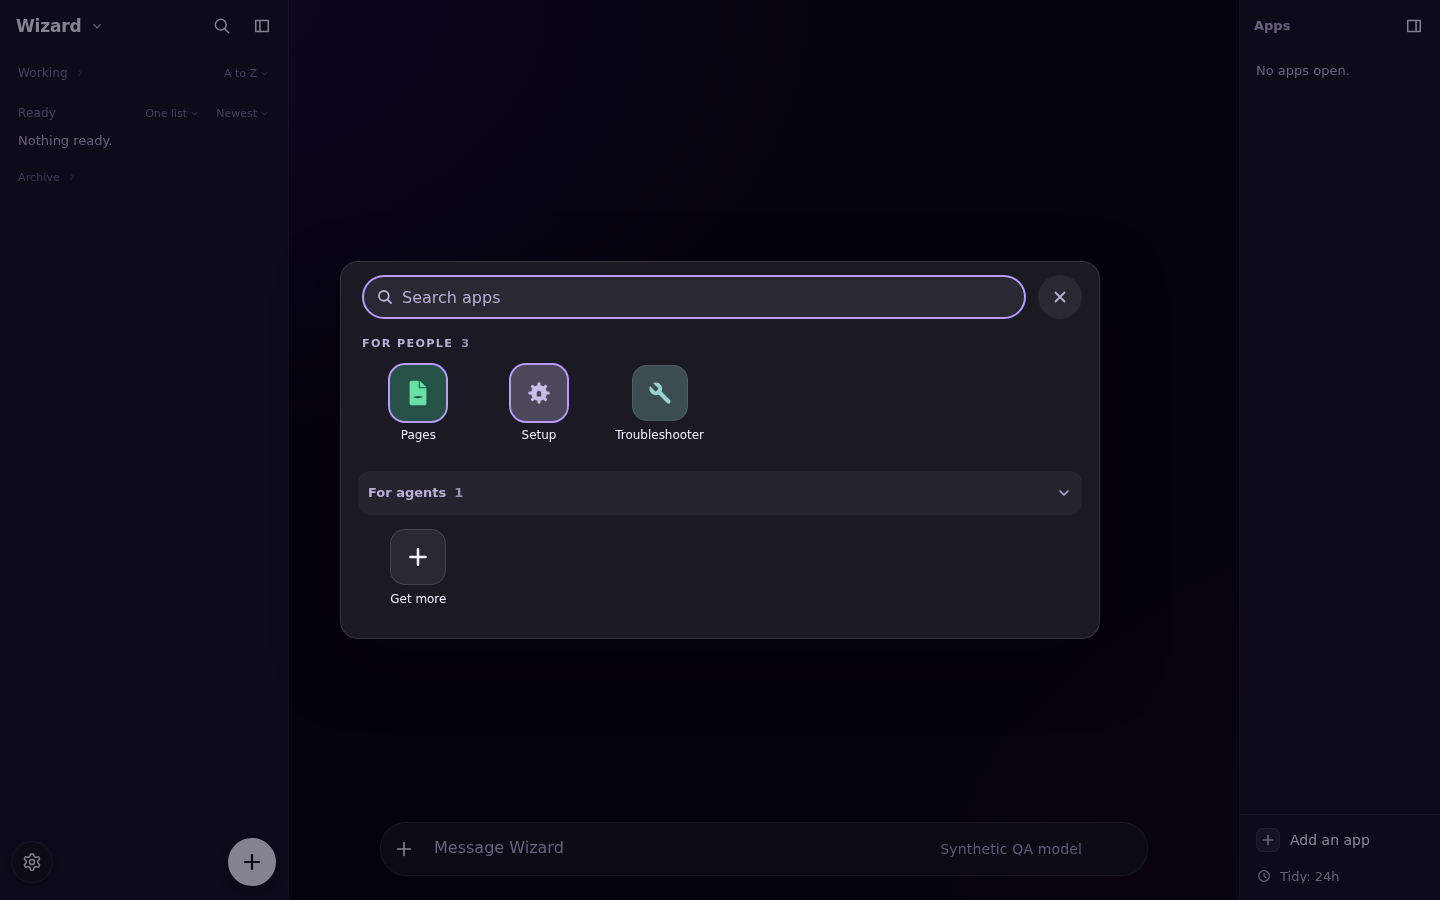 Wizard
Working
A to Z
Ready
One list
Newest
Nothing ready.
Archive
Search apps
FOR PEOPLE 3
Pages
Setup
Troubleshooter
For agents 1
Get more
Message Wizard
Synthetic QA model
Apps
No apps open.
Add an app
Tidy: 24h